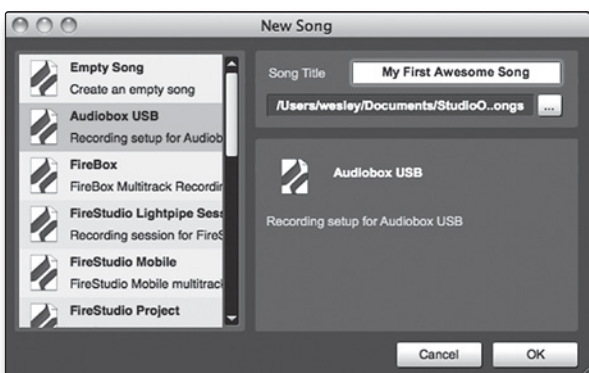 New Song
Empty Song
Create an empty song
Audiobox USB
Recording setup for Audiob
FireBox
FireBox Multitrack Recordin
FireStudio Lightpipe Sess
Recording session for FireS
FireStudio Mobile
FireStudio Mobile multitrac
FireStudio Project
Song Title
My First Awesome Song
/Users/wesley/Documents/StudioO..ongs
...
Audiobox USB
Recording setup for Audiobox USB
Cancel
OK